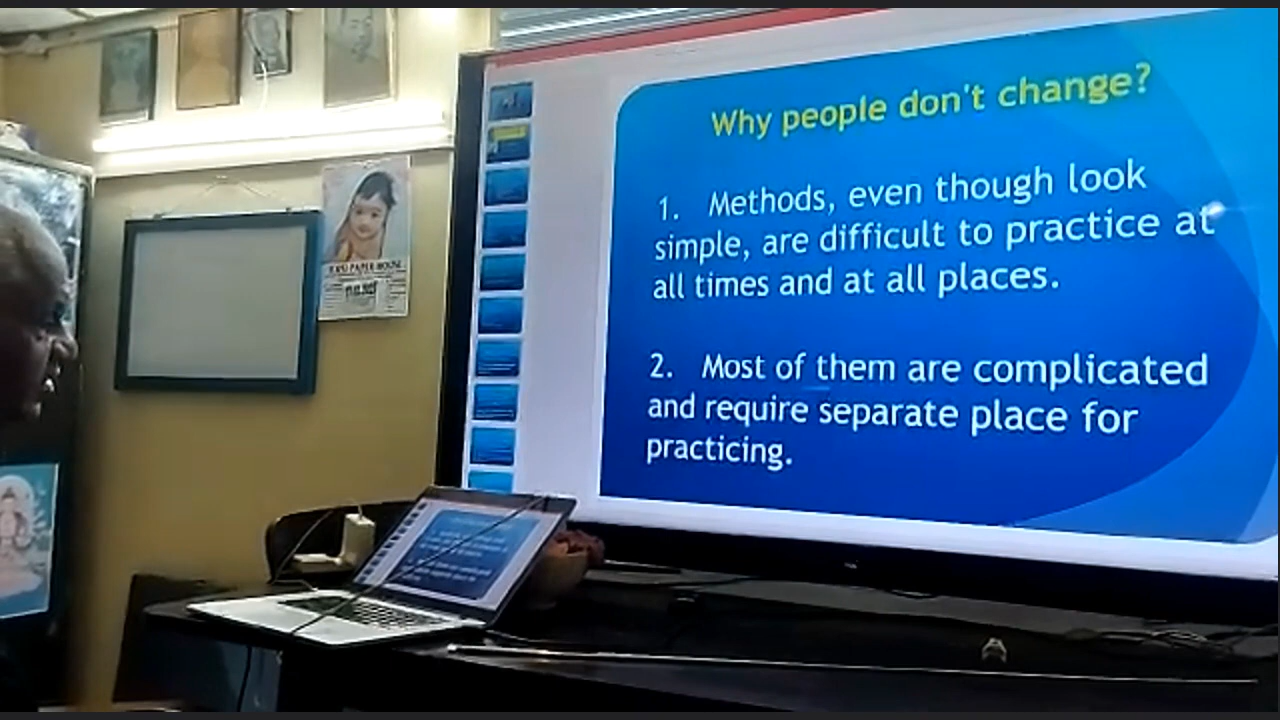 Why people don't change?
1. Methods, even though look
simple, are difficult to practice at
all times and at all places.
2. Most of them are complicated
and require separate place for
practicing.